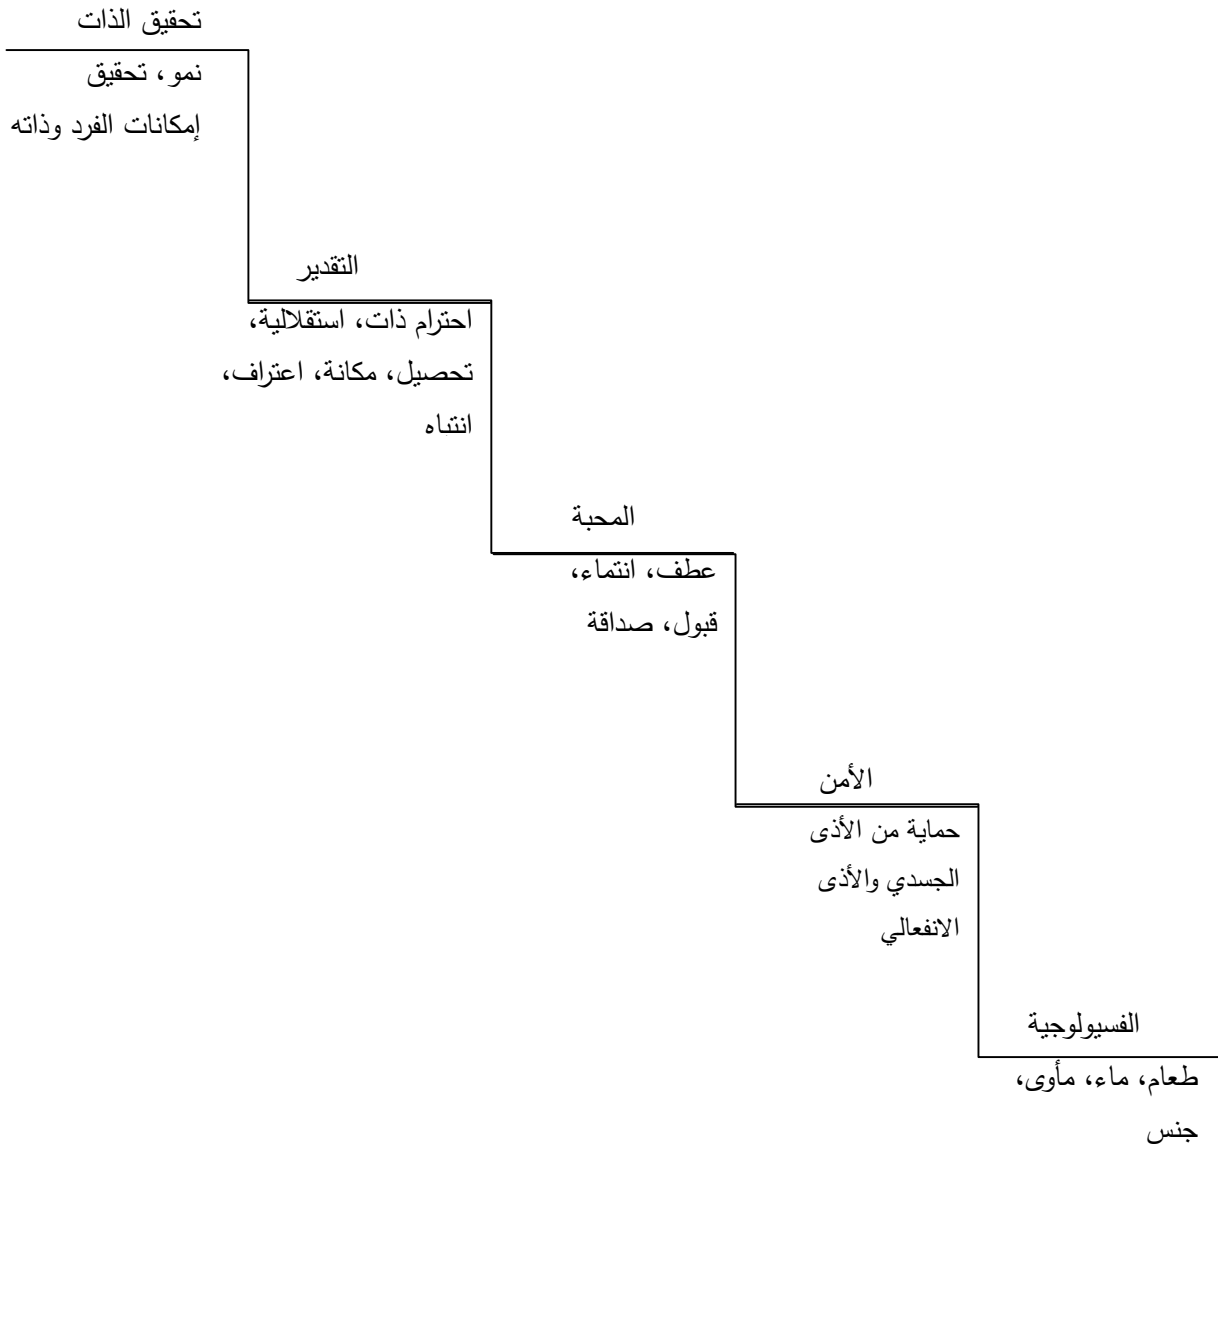 تحقيق الذات
نمو، تحقيق
إمكانات الفرد وذاته
التقدير
احترام ذات، استقلالية،
تحصيل، مكانة، اعتراف،
انتباه
المحبة
عطف، انتماء،
قبول، صداقة
الأمن
حماية من الأذى
الجسدي والأذى
الانفعالي
الفسيولوجية
طعام، ماء، مأوى،
جنس